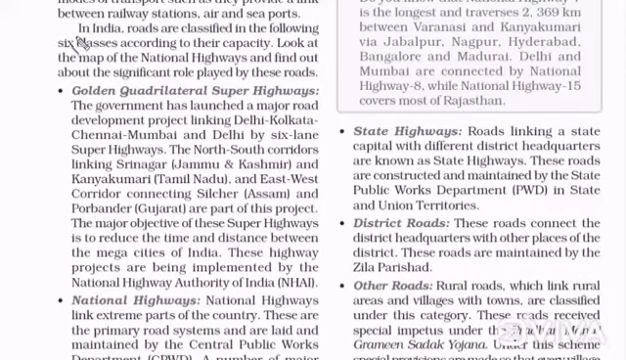 modes of transport such as they provide a link
between railway stations, air and sea ports.
In India, roads are classified in the following
six classes according to their capacity. Look at
the map of the National Highways and find out
about the significant role played by these roads.
• Golden Quadrilateral Super Highways:
The government has launched a major road
development project linking Delhi-Kolkata-
Chennai-Mumbai and Delhi by six-lane
Super Highways. The North-South corridors
linking Srinagar (Jammu & Kashmir) and
Kanyakumari (Tamil Nadu), and East-West
Corridor connecting Silcher (Assam) and
Porbander (Gujarat) are part of this project.
The major objective of these Super Highways
is to reduce the time and distance between
the mega cities of India. These highway
projects are being implemented by the
National Highway Authority of India (NHAI).
• National Highways: National Highways
link extreme parts of the country. These are
the primary road systems and are laid and
maintained by the Central Public Works
Department (CPWD). A number of major
Do you know that National Highway-7
is the longest and traverses 2, 369 km
between Varanasi and Kanyakumari
via Jabalpur, Nagpur, Hyderabad,
Bangalore and Madurai. Delhi and
Mumbai are connected by National
Highway-8, while National Highway-15
covers most of Rajasthan.
• State Highways: Roads linking a state
capital with different district headquarters
are known as State Highways. These roads
are constructed and maintained by the State
Public Works Department (PWD) in State
and Union Territories.
• District Roads: These roads connect the
district headquarters with other places of the
district. These roads are maintained by the
Zila Parishad.
• Other Roads: Rural roads, which link rural
areas and villages with towns, are classified
under this category. These roads received
special impetus under the
Grameen Sadak Yojana. Under this scheme
special provisions are made so that every village